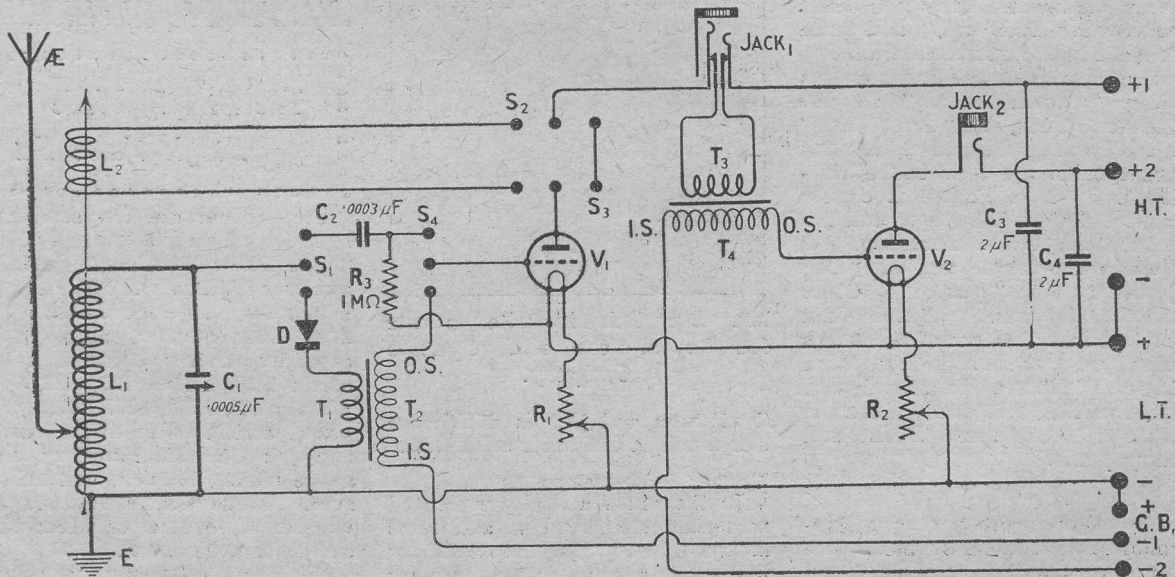 Æ
JACK₁
+1
S₂
JACK₂
L₂
T₃
+2
H.T.
C₂ .0003µF S₄
S₃
I.S.
O.S.
C₃
2µF
S₁
R₃
1MΩ
V₁
T₄
V₂
C₄
2µF
-
D
+
L₁
C₁
.0005µF
O.S.
T₁
T₂
R₁
R₂
L.T.
I.S.
-
+
G.B.
-1
E
-2